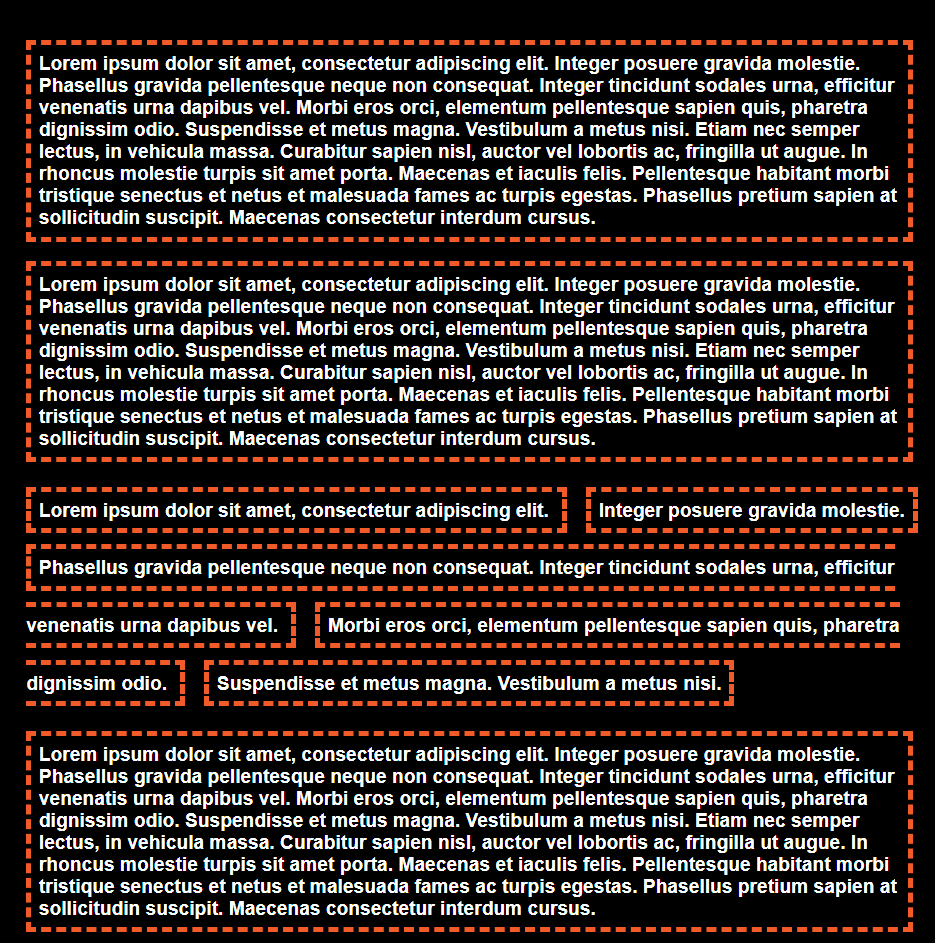 Lorem ipsum dolor sit amet, consectetur adipiscing elit. Integer posuere gravida molestie.
Phasellus gravida pellentesque neque non consequat. Integer tincidunt sodales urna, efficitur
venenatis urna dapibus vel. Morbi eros orci, elementum pellentesque sapien quis, pharetra
dignissim odio. Suspendisse et metus magna. Vestibulum a metus nisi. Etiam nec semper
lectus, in vehicula massa. Curabitur sapien nisl, auctor vel lobortis ac, fringilla ut augue. In
rhoncus molestie turpis sit amet porta. Maecenas et iaculis felis. Pellentesque habitant morbi
tristique senectus et netus et malesuada fames ac turpis egestas. Phasellus pretium sapien at
sollicitudin suscipit. Maecenas consectetur interdum cursus.
Lorem ipsum dolor sit amet, consectetur adipiscing elit. Integer posuere gravida molestie.
Phasellus gravida pellentesque neque non consequat. Integer tincidunt sodales urna, efficitur
venenatis urna dapibus vel. Morbi eros orci, elementum pellentesque sapien quis, pharetra
dignissim odio. Suspendisse et metus magna. Vestibulum a metus nisi. Etiam nec semper
lectus, in vehicula massa. Curabitur sapien nisl, auctor vel lobortis ac, fringilla ut augue. In
rhoncus molestie turpis sit amet porta. Maecenas et iaculis felis. Pellentesque habitant morbi
tristique senectus et netus et malesuada fames ac turpis egestas. Phasellus pretium sapien at
sollicitudin suscipit. Maecenas consectetur interdum cursus.
Lorem ipsum dolor sit amet, consectetur adipiscing elit. Integer posuere gravida molestie.
Phasellus gravida pellentesque neque non consequat. Integer tincidunt sodales urna, efficitur
venenatis urna dapibus vel. Morbi eros orci, elementum pellentesque sapien quis, pharetra
dignissim odio. Suspendisse et metus magna. Vestibulum a metus nisi.
Lorem ipsum dolor sit amet, consectetur adipiscing elit. Integer posuere gravida molestie.
Phasellus gravida pellentesque neque non consequat. Integer tincidunt sodales urna, efficitur
venenatis urna dapibus vel. Morbi eros orci, elementum pellentesque sapien quis, pharetra
dignissim odio. Suspendisse et metus magna. Vestibulum a metus nisi. Etiam nec semper
lectus, in vehicula massa. Curabitur sapien nisl, auctor vel lobortis ac, fringilla ut augue. In
rhoncus molestie turpis sit amet porta. Maecenas et iaculis felis. Pellentesque habitant morbi
tristique senectus et netus et malesuada fames ac turpis egestas. Phasellus pretium sapien at
sollicitudin suscipit. Maecenas consectetur interdum cursus.